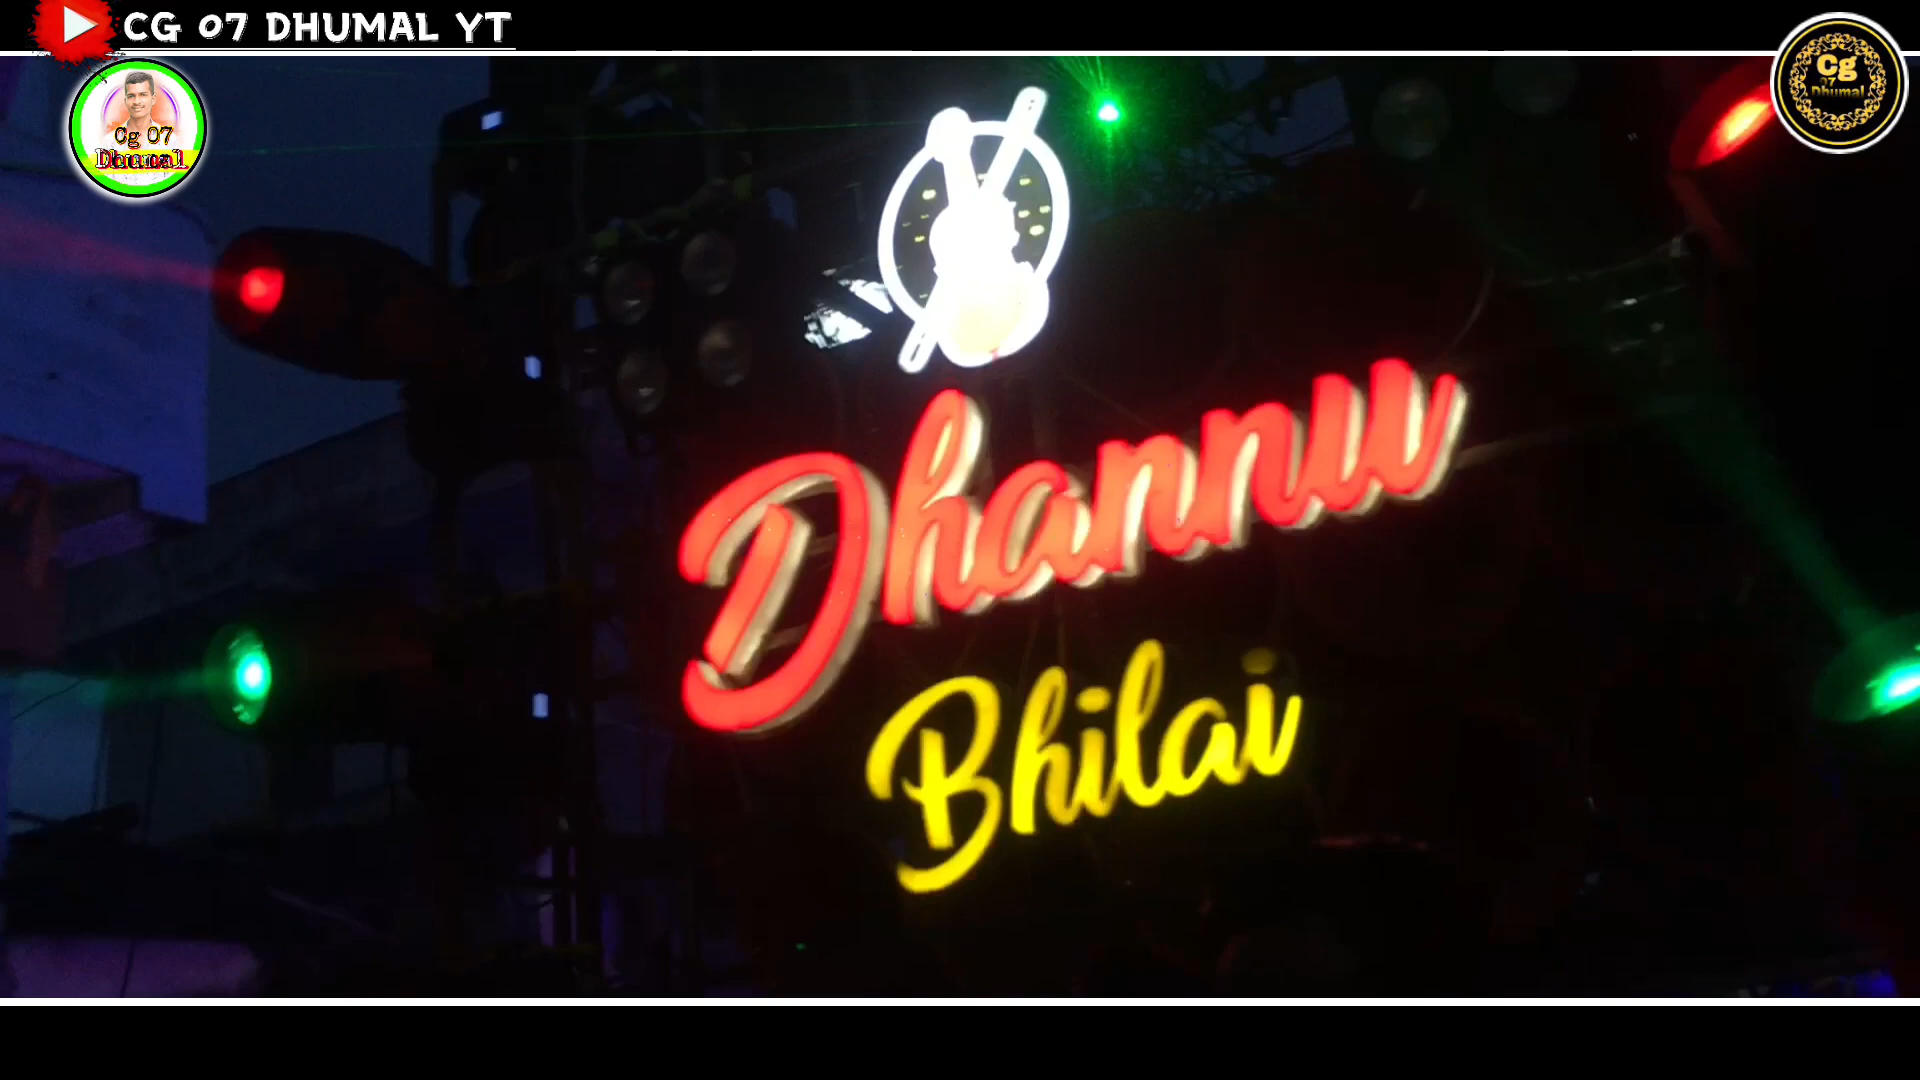 CG 07 DHUMAL YT
Cg 07
Dhumal
Cg
07
Dhumal
Dhannu
Bhilai